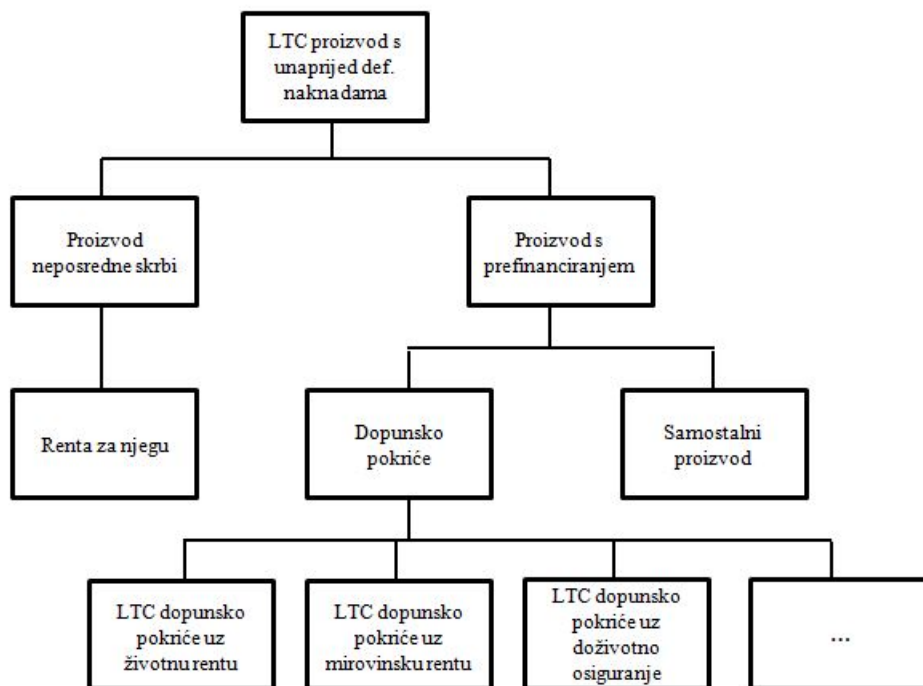 LTC proizvod s
unaprijed def.
naknadama
Proizvod
neposredne skrbi
Proizvod s
prefinanciranjem
Renta za njegu
Dopunsko
pokriće
Samostalni
proizvod
LTC dopunsko
pokriće uz
životnu rentu
LTC dopunsko
pokriće uz
mirovinsku rentu
LTC dopunsko
pokriće uz
doživotno
osiguranje
...